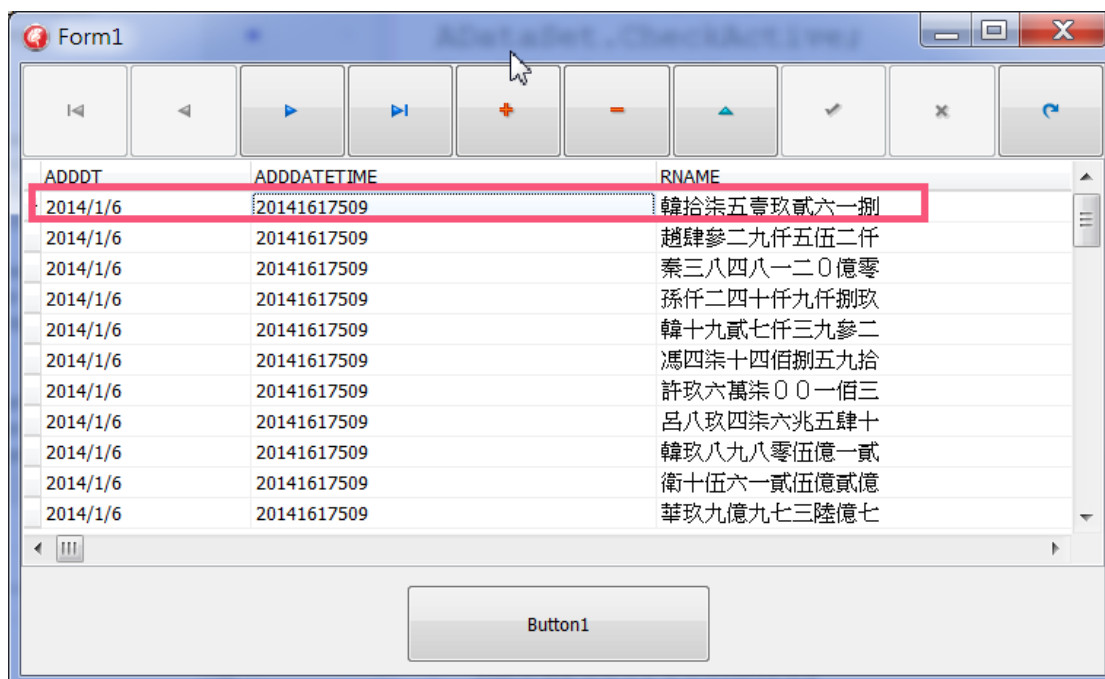 Form1
ADataSet.CheckActive;
ADDDT ADDDATETIME RNAME
2014/1/6 20141617509 韓拾柒五壹玖貳六一捌
2014/1/6 20141617509 趙肆參二九仟五伍二仟
2014/1/6 20141617509 秦三八四八一二０億零
2014/1/6 20141617509 孫仟二四十仟九仟捌玖
2014/1/6 20141617509 韓十九貳七仟三九參二
2014/1/6 20141617509 馮四柒十四佰捌五九拾
2014/1/6 20141617509 許玖六萬柒００一佰三
2014/1/6 20141617509 呂八玖四柒六兆五肆十
2014/1/6 20141617509 韓玖八九八零伍億一貳
2014/1/6 20141617509 衛十伍六一貳伍億貳億
2014/1/6 20141617509 華玖九億九七三陸億七
Button1